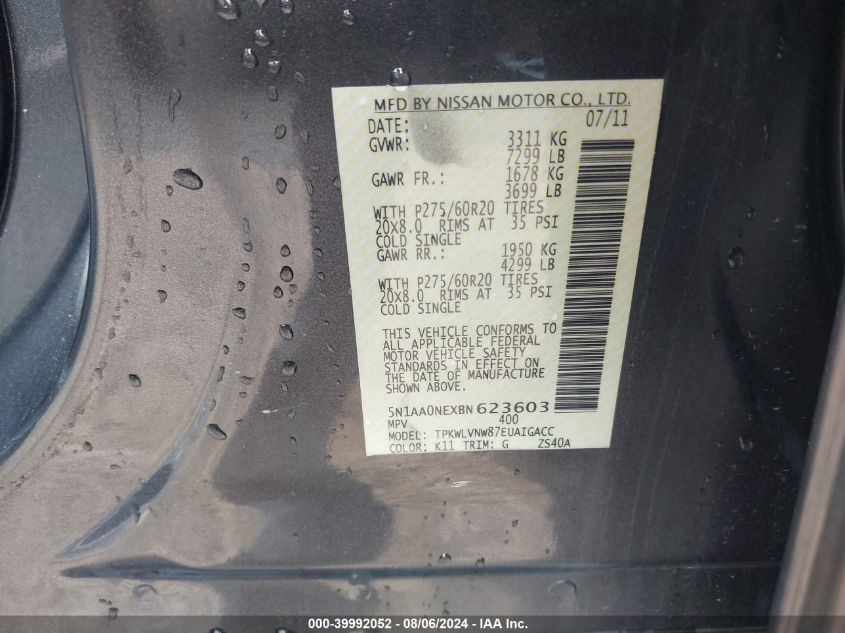 MFD BY NISSAN MOTOR CO., LTD.
DATE: 07/11
GVWR: 3311 KG
7299 LB
GAWR FR.: 1678 KG
3699 LB
WITH P275/60R20 TIRES
20X8.0 RIMS AT 35 PSI
COLD SINGLE
GAWR RR.: 1950 KG
4299 LB
WITH P275/60R20 TIRES
20X8.0 RIMS AT 35 PSI
COLD SINGLE
THIS VEHICLE CONFORMS TO
ALL APPLICABLE FEDERAL
MOTOR VEHICLE SAFETY
STANDARDS IN EFFECT ON
THE DATE OF MANUFACTURE
SHOWN ABOVE.
5N1AA0NEXBN 623603
MPV 400
MODEL: TPKWLVNW87EUAIGACC
COLOR; K11 TRIM: G ZS40A
000-39992052 - 08/06/2024 - IAA Inc.